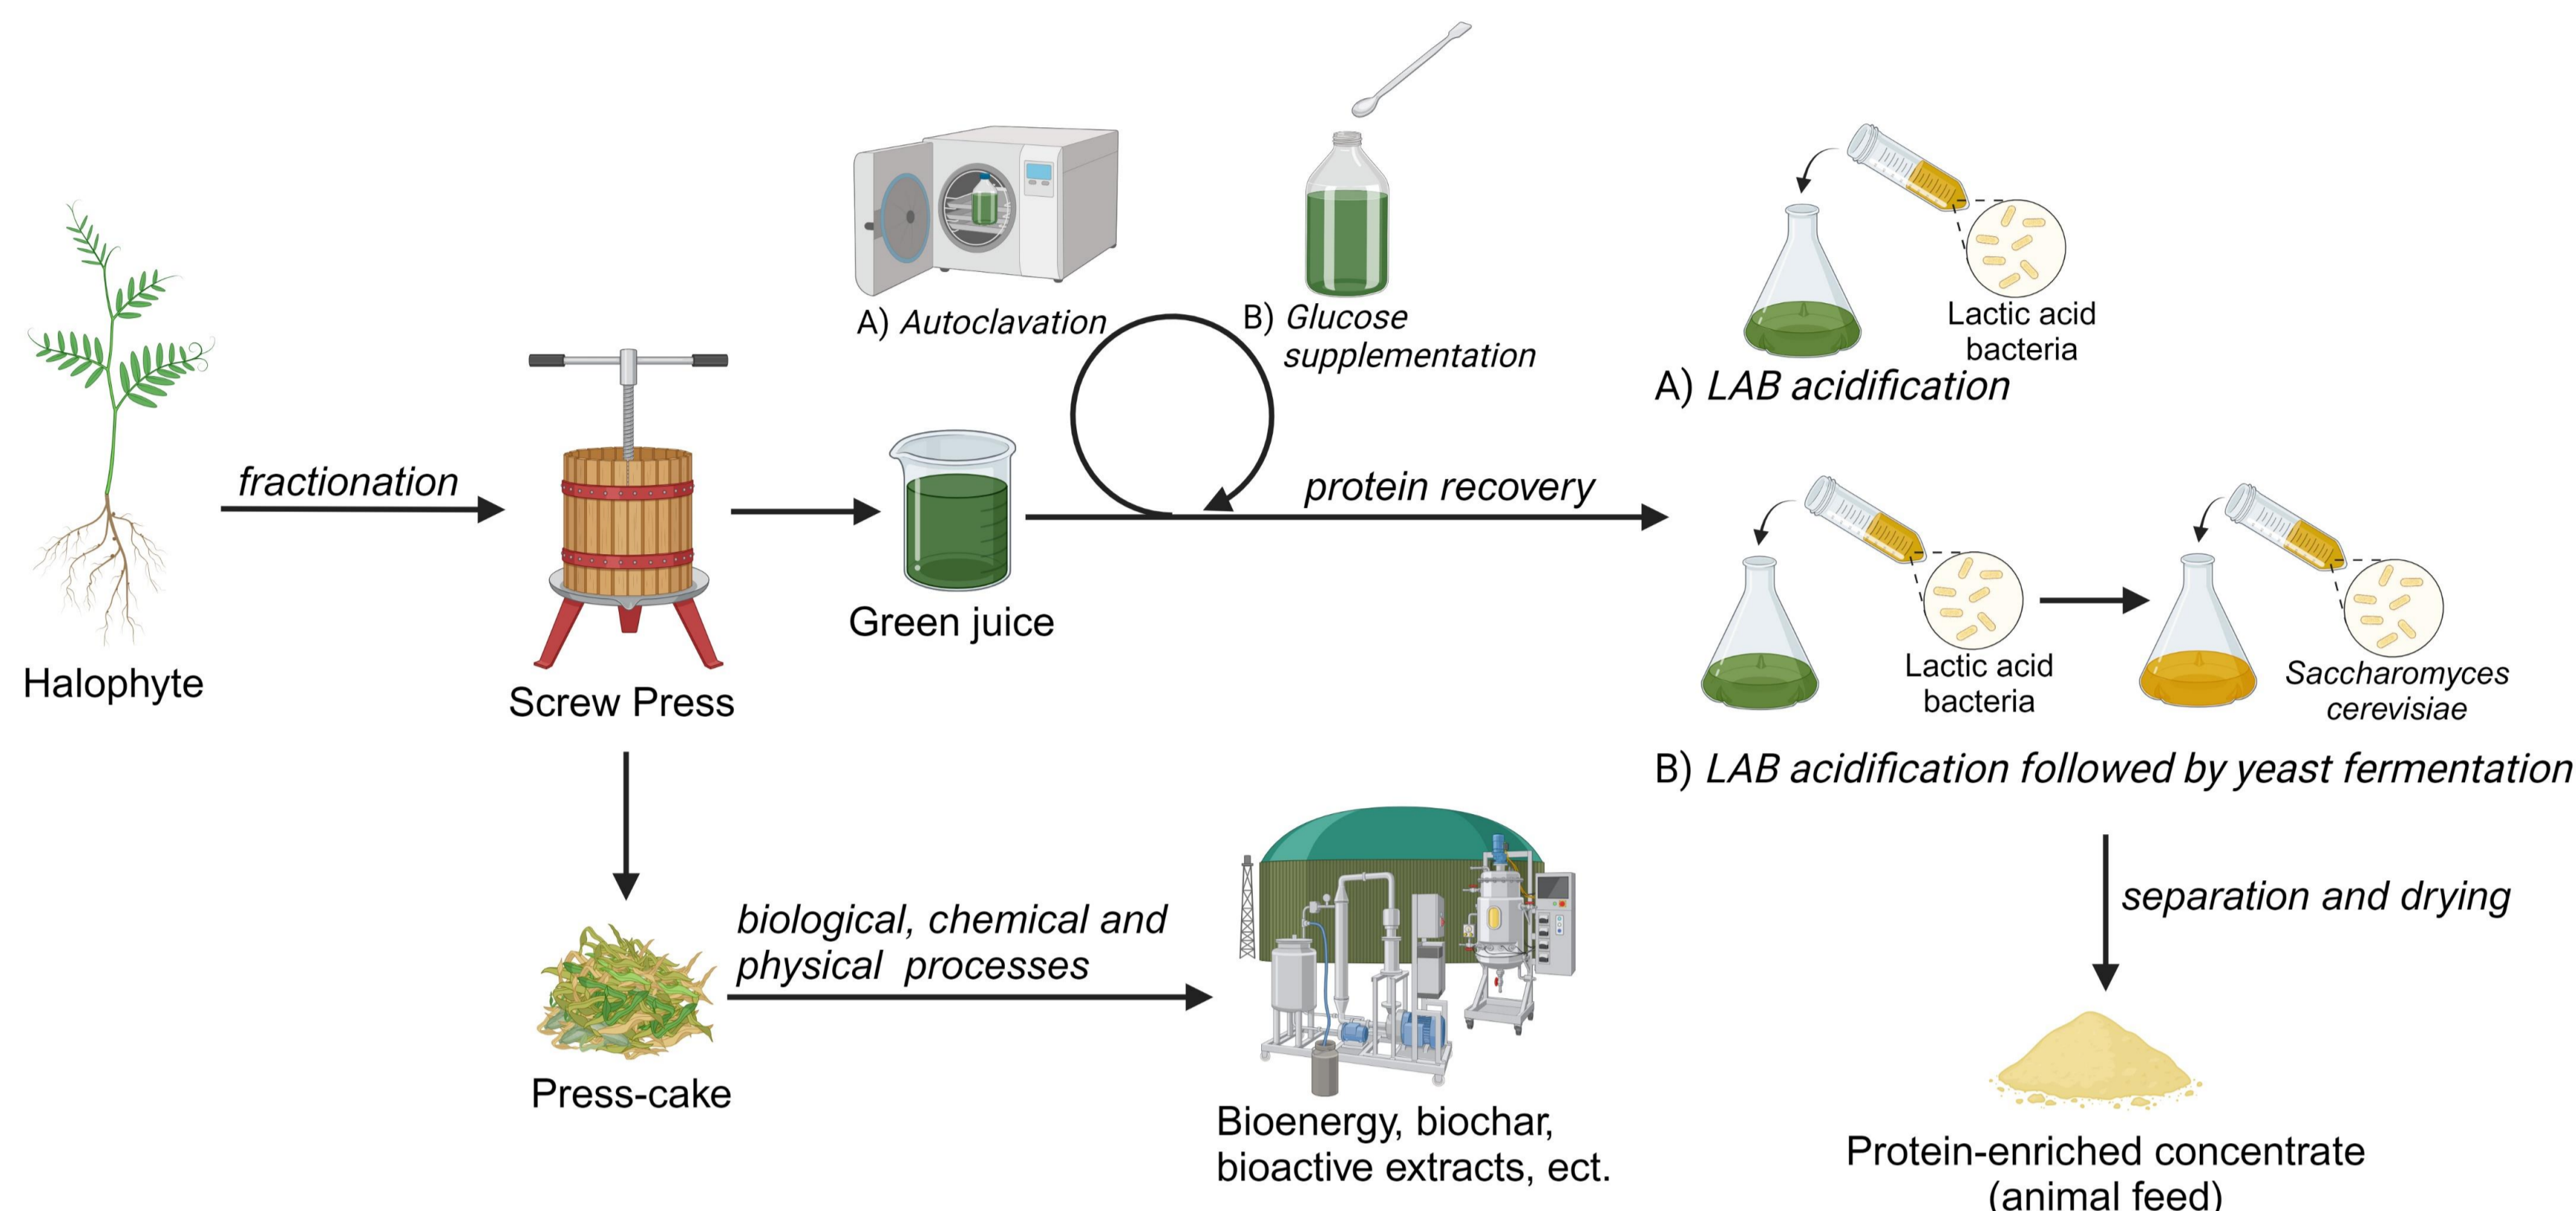 Halophyte
fractionation
Screw Press
Green juice
A) Autoclavation
B) Glucose
supplementation
protein recovery
Lactic acid
bacteria
A) LAB acidification
Lactic acid
bacteria
Saccharomyces
cerevisiae
B) LAB acidification followed by yeast fermentation
separation and drying
Protein-enriched concentrate
(animal feed)
Press-cake
biological, chemical and
physical processes
Bioenergy, biochar,
bioactive extracts, ect.